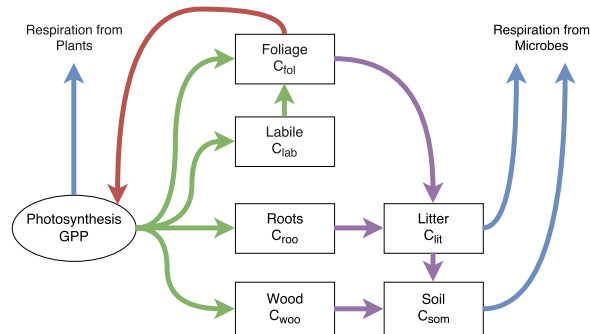 Respiration from
Plants
Foliage
Cfol
Respiration from
Microbes
Labile
Clab
Photosynthesis
GPP
Roots
Croo
Litter
Clit
Wood
Cwoo
Soil
Csom